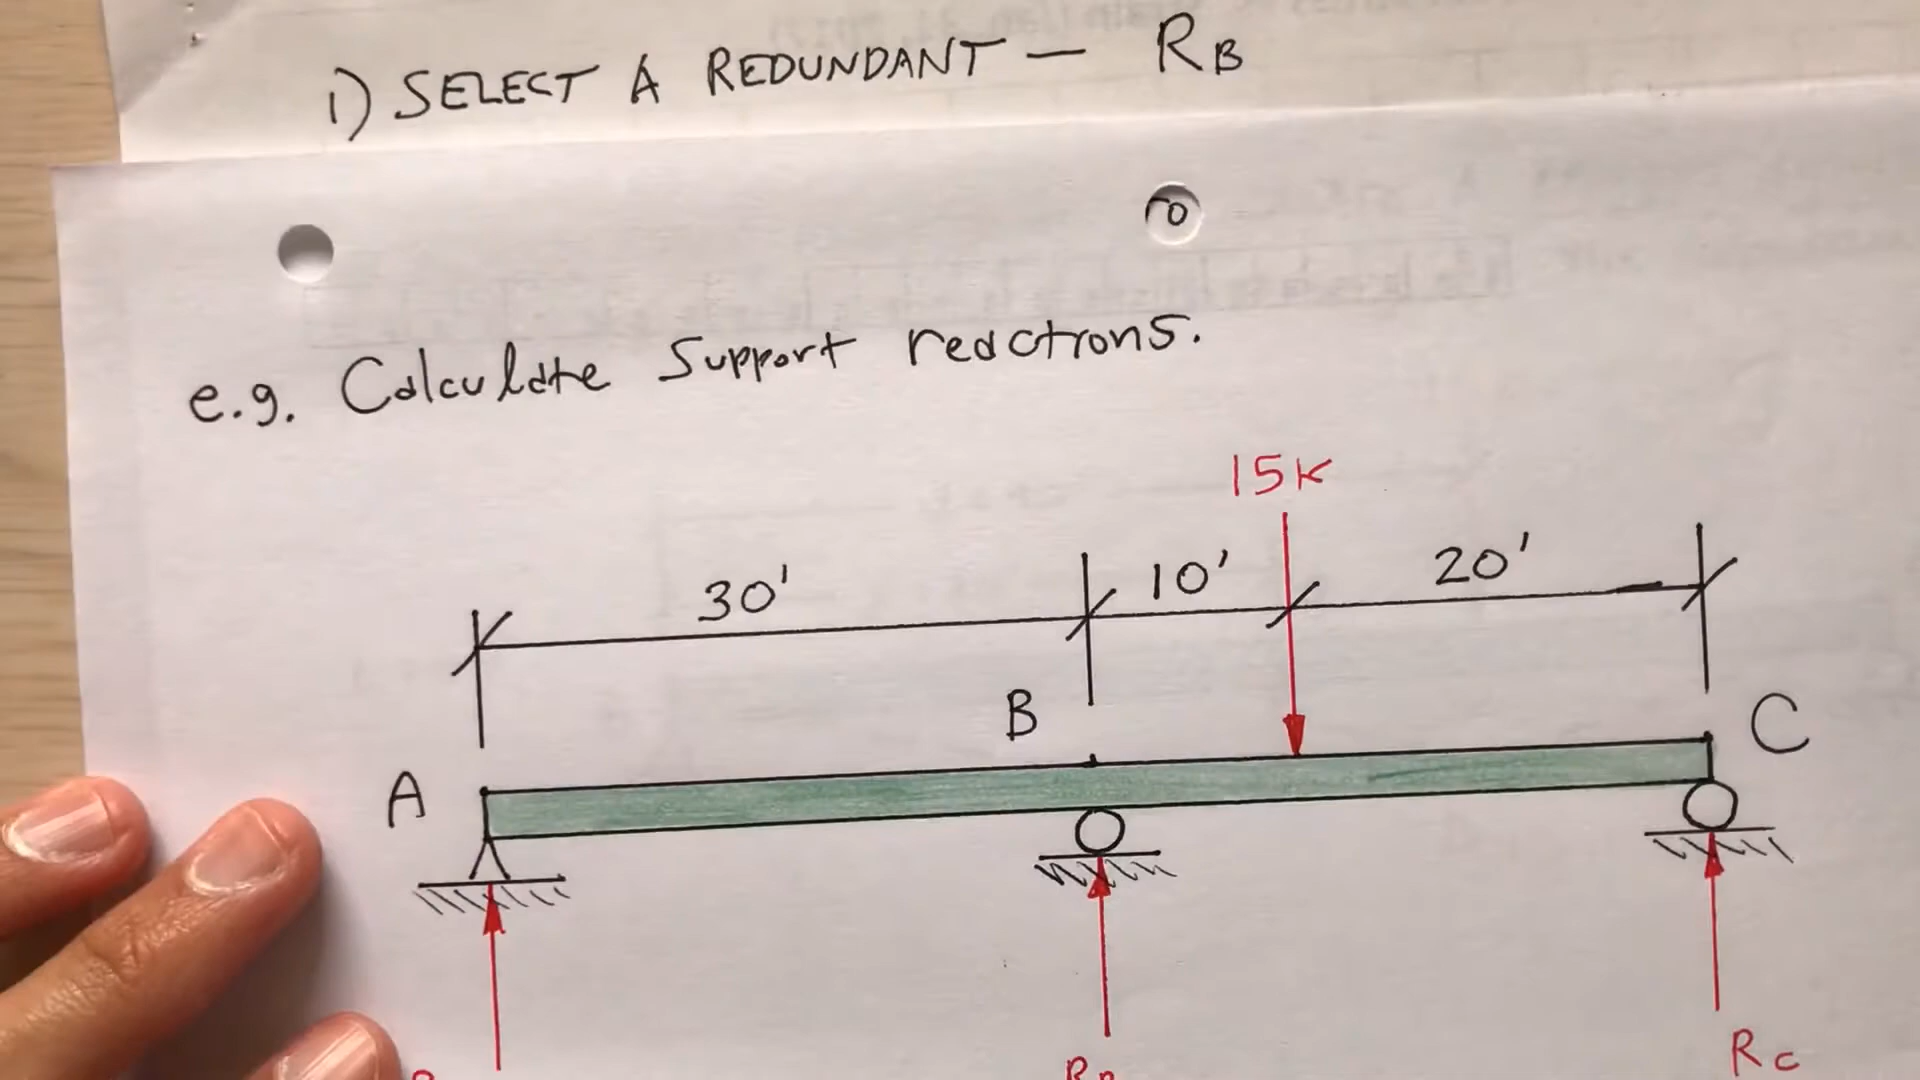 1) SELECT A REDUNDANT — RB
e.g. Calculate Support reactions.
15K
30' 10' 20'
B
C
A
RC